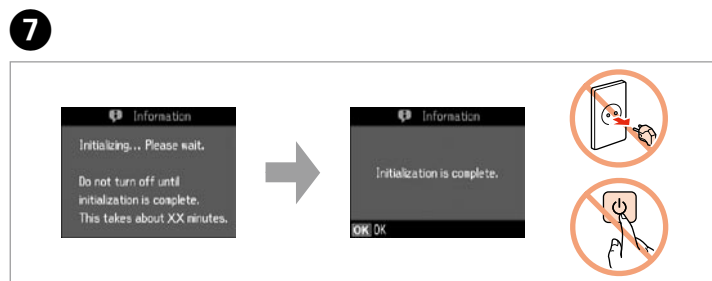 7
Information
Initializing... Please wait.
Do not turn off until
initialization is complete.
This takes about XX minutes.
Information
Initialization is complete.
OK OK